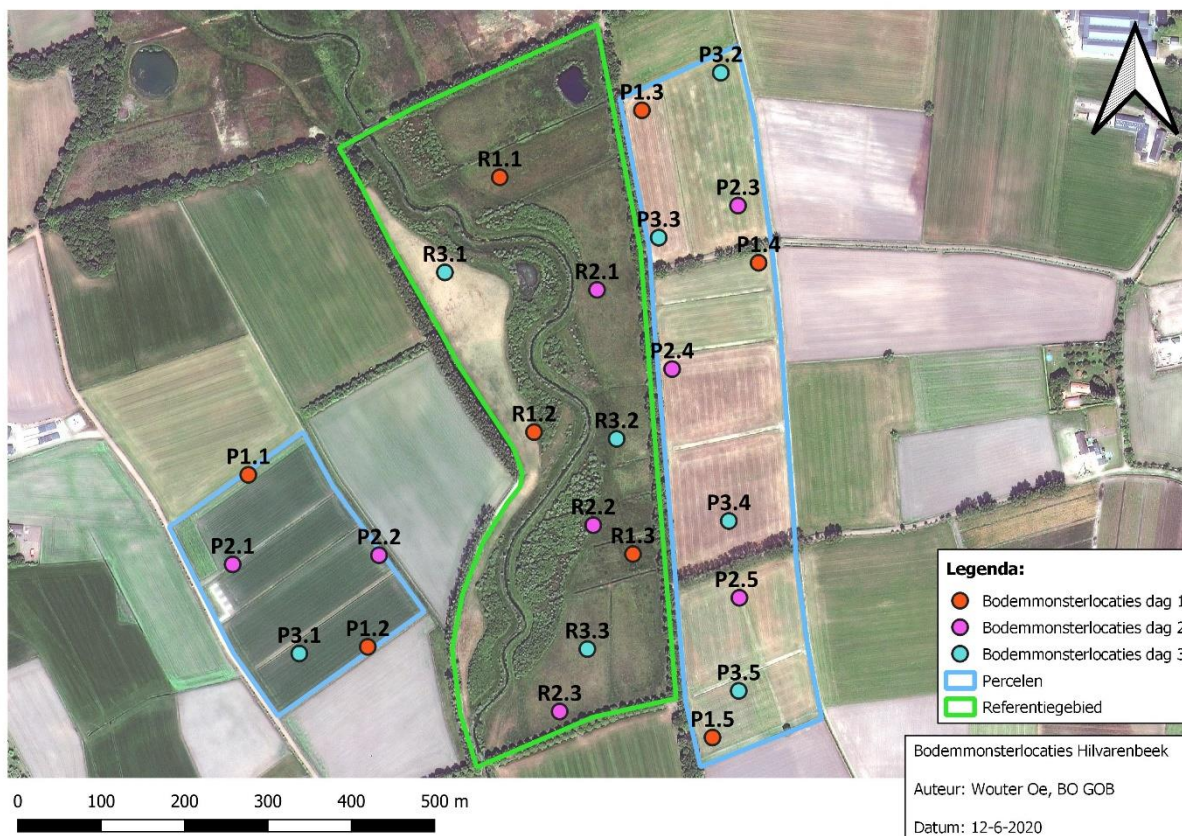 P3.2
P1.3
R1.1
P2.3
P3.3
P1.4
R3.1
R2.1
P2.4
R1.2
R3.2
P1.1
P3.4
R2.2
R1.3
P2.1
P2.2
P2.5
P3.1
P1.2
R3.3
P3.5
R2.3
P1.5
Legenda:
Bodemmonsterlocaties dag 1
Bodemmonsterlocaties dag 2
Bodemmonsterlocaties dag 3
Percelen
Referentiegebied
Bodemmonsterlocaties Hilvarenbeek
Auteur: Wouter Oe, BO GOB
Datum: 12-6-2020
0 100 200 300 400 500 m